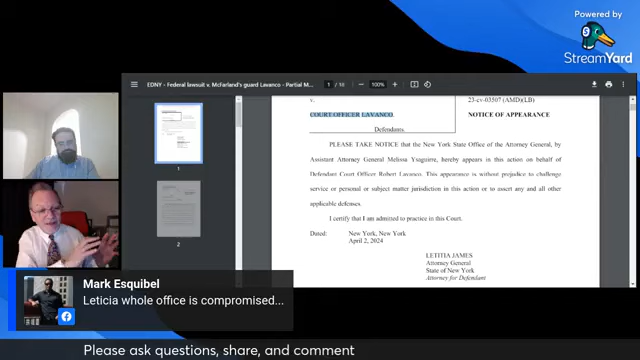 Powered by
StreamYard
EDNY - Federal lawsuit v. McFarland's guard Lavanco - Partial M...
1 / 18
100%
1
2
v.
COURT OFFICER LAVANCO.
Defendants.
23-cv-03507 (AMD)(LB)
NOTICE OF APPEARANCE
PLEASE TAKE NOTICE that the New York State Office of the Attorney General, by
Assistant Attorney General Melissa Ysaguirre, hereby appears in this action on behalf of
Defendant Court Officer Robert Lavanco. This appearance is without prejudice to challenge
service or personal or subject matter jurisdiction in this action or to assert any and all other
applicable defenses.
I certify that I am admitted to practice in this Court.
Dated: New York, New York
April 2, 2024
LETITIA JAMES
Attorney General
State of New York
Attorney for Defendant
Mark Esquibel
Leticia whole office is compromised...
Please ask questions, share, and comment